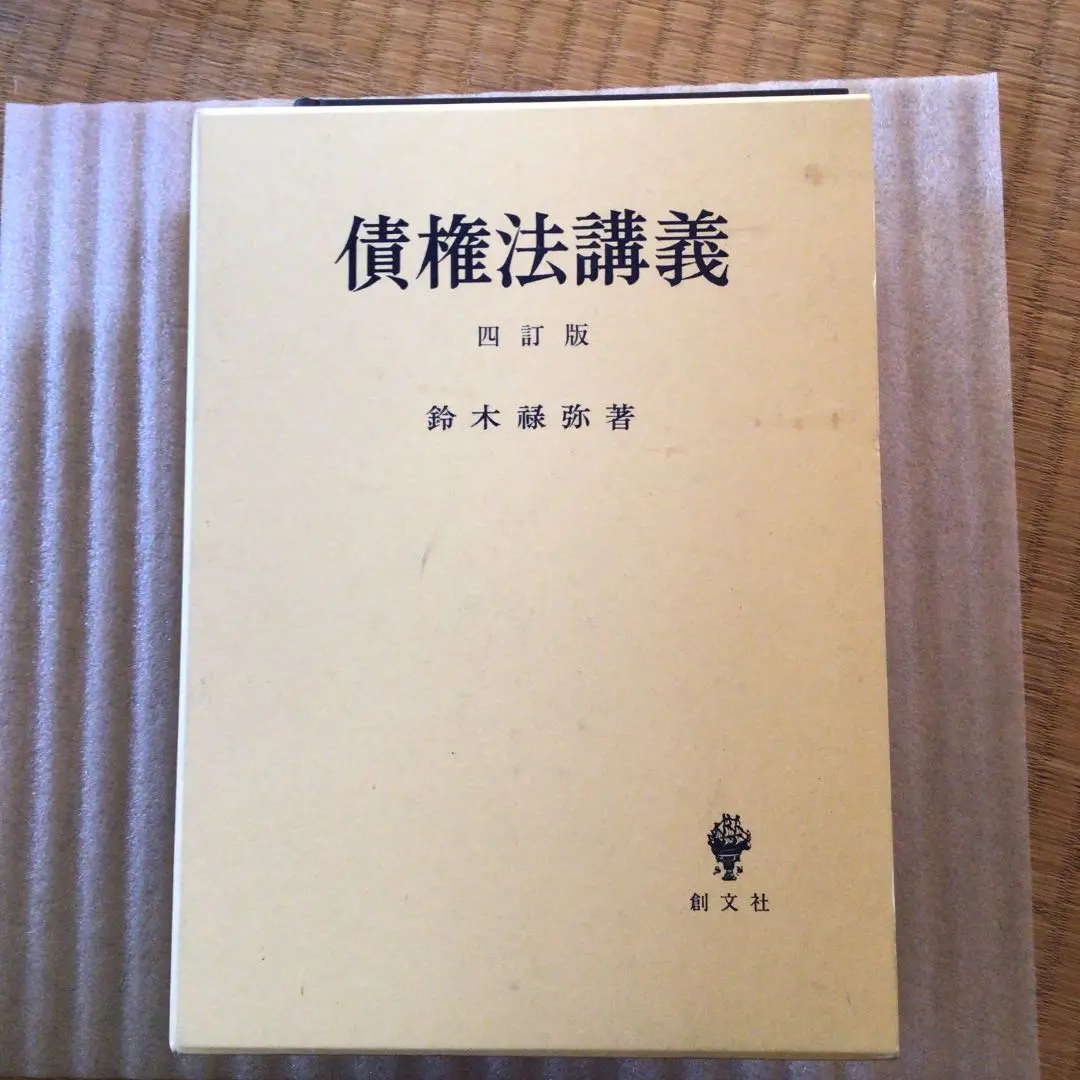 債権法講義
四訂版
鈴木禄弥著
創文社